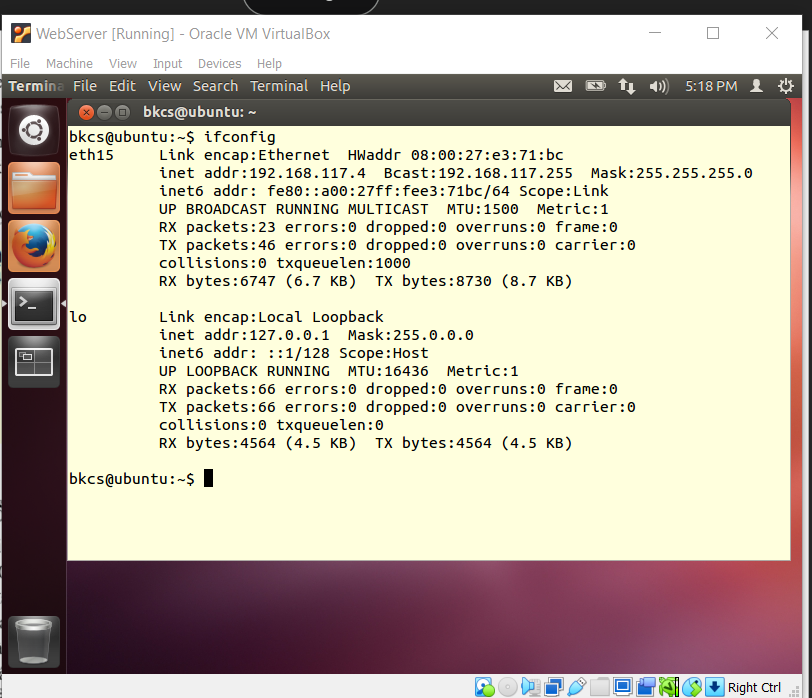 WebServer [Running] - Oracle VM VirtualBox
File Machine View Input Devices Help
Termina File Edit View Search Terminal Help 5:18 PM
bkcs@ubuntu: ~
bkcs@ubuntu:~$ ifconfig
eth15 Link encap:Ethernet HWaddr 08:00:27:e3:71:bc
inet addr:192.168.117.4 Bcast:192.168.117.255 Mask:255.255.255.0
inet6 addr: fe80::a00:27ff:fee3:71bc/64 Scope:Link
UP BROADCAST RUNNING MULTICAST MTU:1500 Metric:1
RX packets:23 errors:0 dropped:0 overruns:0 frame:0
TX packets:46 errors:0 dropped:0 overruns:0 carrier:0
collisions:0 txqueuelen:1000
RX bytes:6747 (6.7 KB) TX bytes:8730 (8.7 KB)
lo Link encap:Local Loopback
inet addr:127.0.0.1 Mask:255.0.0.0
inet6 addr: ::1/128 Scope:Host
UP LOOPBACK RUNNING MTU:16436 Metric:1
RX packets:66 errors:0 dropped:0 overruns:0 frame:0
TX packets:66 errors:0 dropped:0 overruns:0 carrier:0
collisions:0 txqueuelen:0
RX bytes:4564 (4.5 KB) TX bytes:4564 (4.5 KB)
bkcs@ubuntu:~$
Right Ctrl